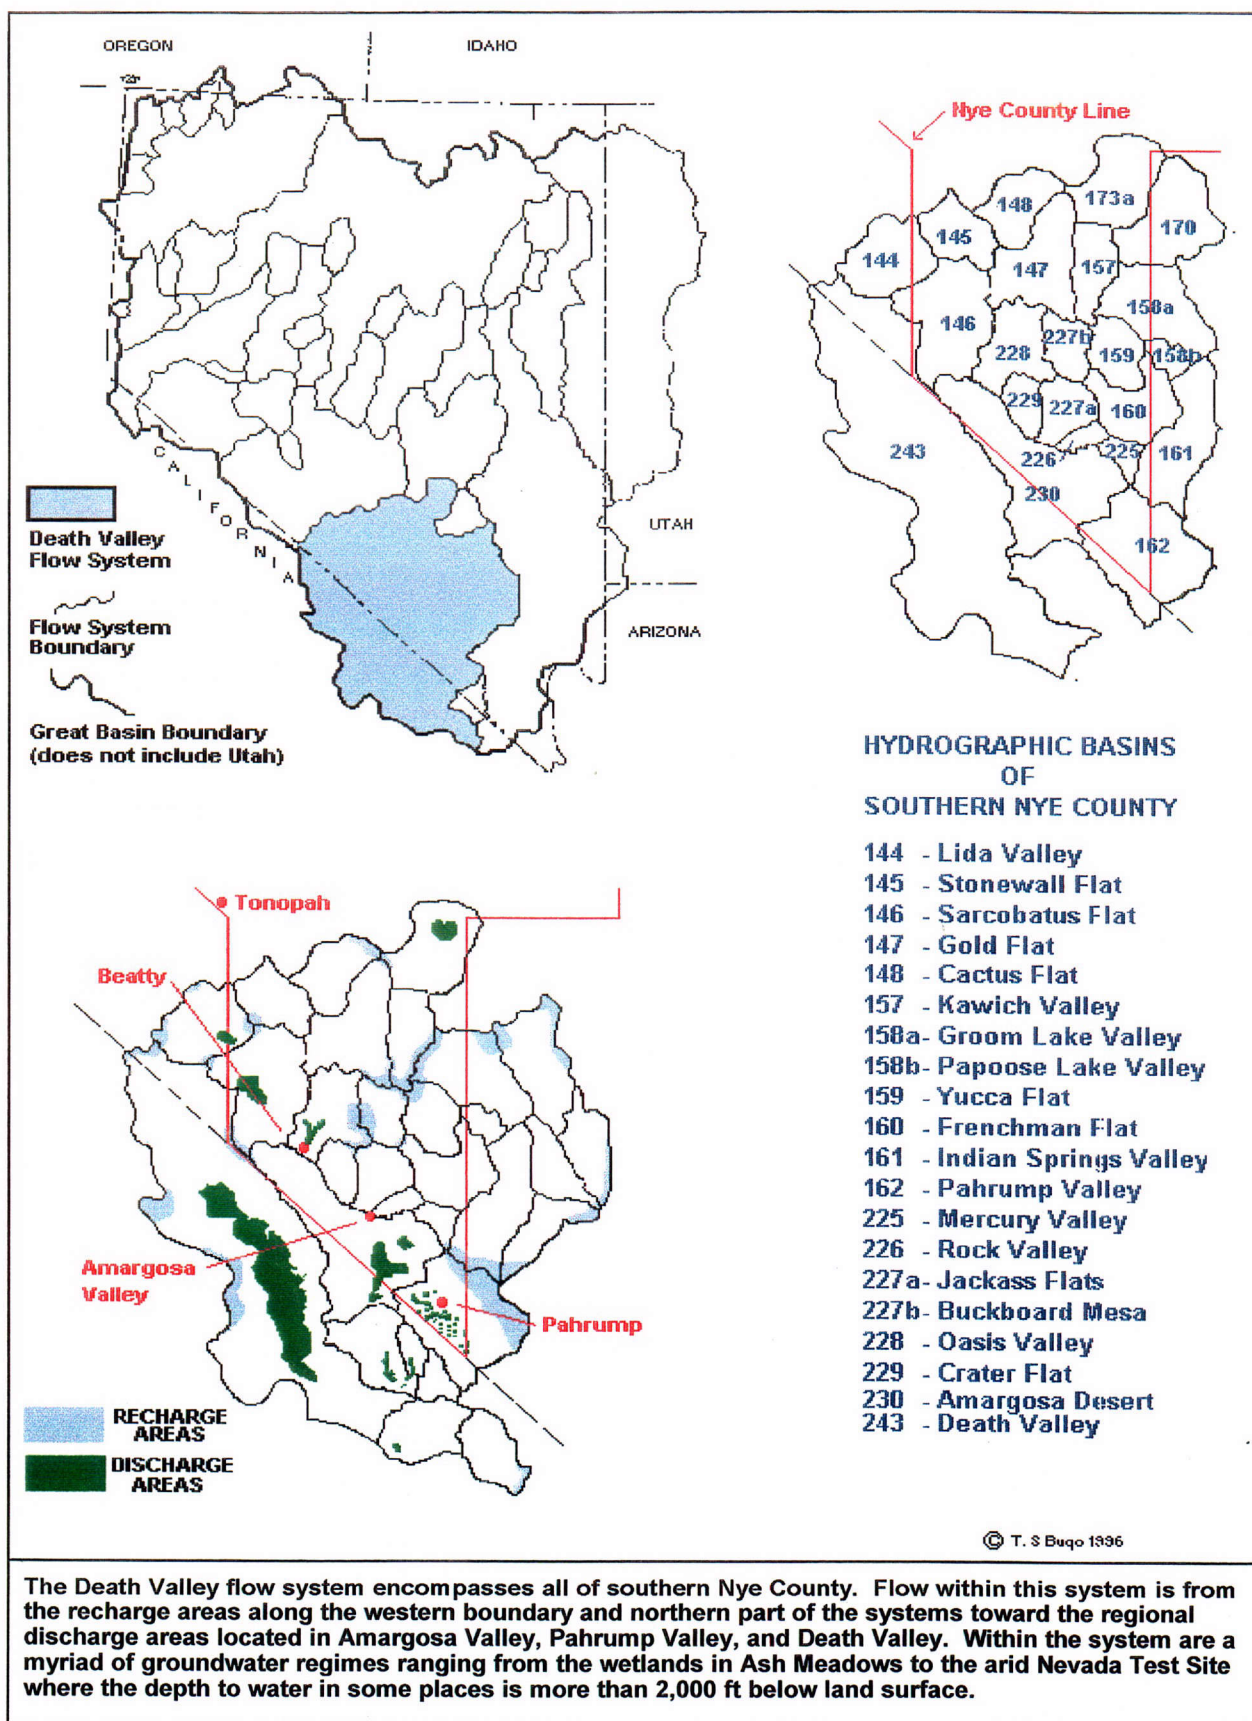 OREGON
IDAHO
CALIFORNIA
UTAH
ARIZONA
Death Valley
Flow System
Flow System
Boundary
Great Basin Boundary
(does not include Utah)
Nye County Line
173a
148
170
145
144
147
157
158a
146
227b
228
159
158b
229
227a
160
243
226
225
161
230
162
HYDROGRAPHIC BASINS
OF
SOUTHERN NYE COUNTY
144 - Lida Valley
145 - Stonewall Flat
146 - Sarcobatus Flat
147 - Gold Flat
148 - Cactus Flat
157 - Kawich Valley
158a- Groom Lake Valley
158b- Papoose Lake Valley
159 - Yucca Flat
160 - Frenchman Flat
161 - Indian Springs Valley
162 - Pahrump Valley
225 - Mercury Valley
226 - Rock Valley
227a- Jackass Flats
227b- Buckboard Mesa
228 - Oasis Valley
229 - Crater Flat
230 - Amargosa Desert
243 - Death Valley
Tonopah
Beatty
Amargosa
Valley
Pahrump
RECHARGE
AREAS
DISCHARGE
AREAS
© T. S Buqo 1996
The Death Valley flow system encompasses all of southern Nye County. Flow within this system is from
the recharge areas along the western boundary and northern part of the systems toward the regional
discharge areas located in Amargosa Valley, Pahrump Valley, and Death Valley. Within the system are a
myriad of groundwater regimes ranging from the wetlands in Ash Meadows to the arid Nevada Test Site
where the depth to water in some places is more than 2,000 ft below land surface.